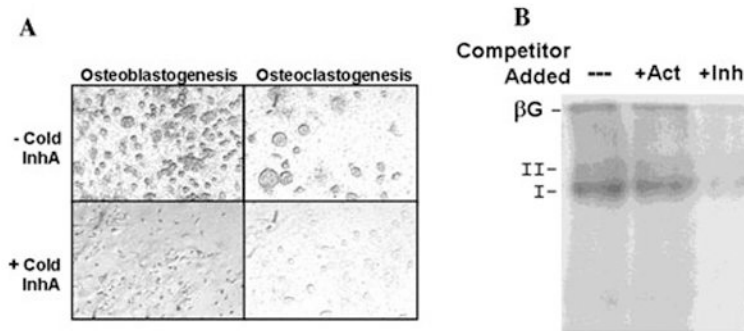 A
Osteoblastogenesis Osteoclastogenesis
- Cold
InhA
+ Cold
InhA
B
Competitor
Added --- +Act +Inh
βG -
II-
I-